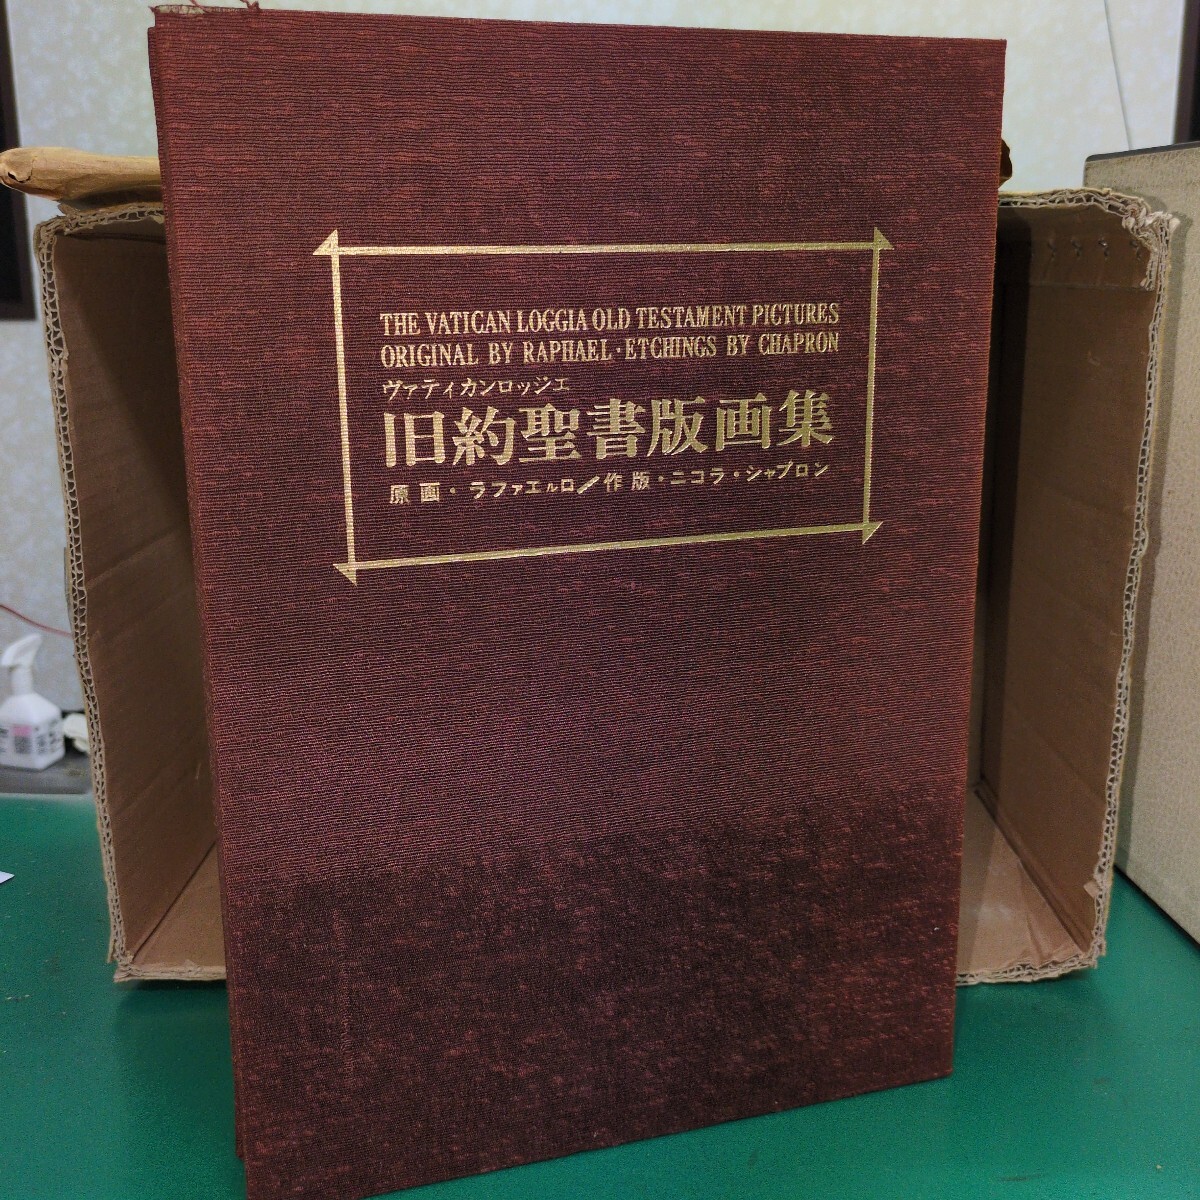 THE VATICAN LOGGIA OLD TESTAMENT PICTURES
ORIGINAL BY RAPHAEL・ETCHINGS BY CHAPRON
ヴァティカンロッジェ
旧約聖書版画集
原画・ラファエルロ／作版・ニコラ・シャプロン